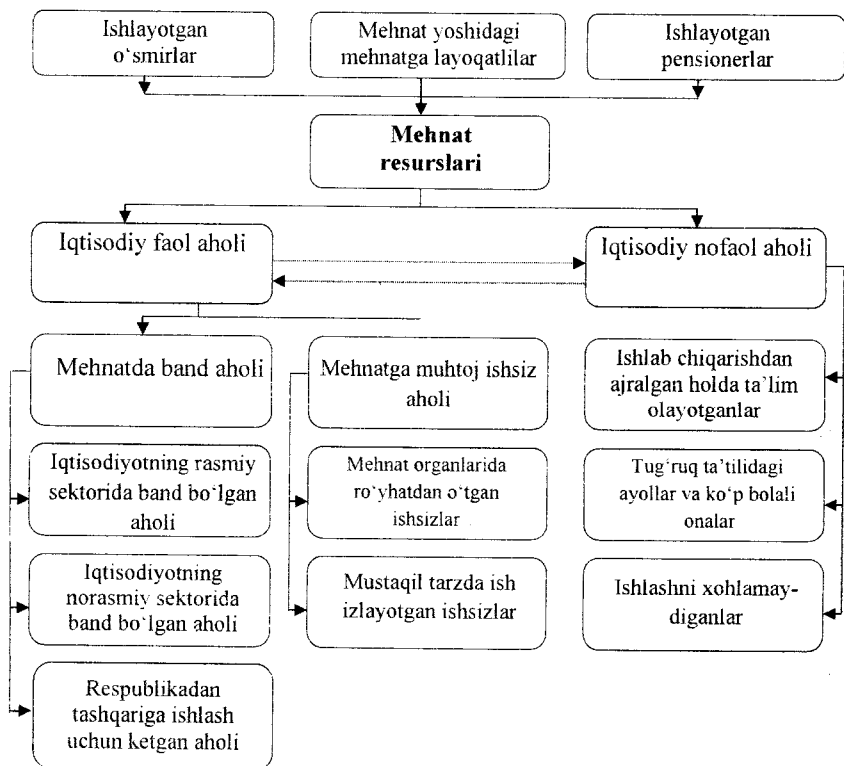 Ishlayotgan
o‘smirlar
Mehnat yoshidagi
mehnatga layoqatlilar
Ishlayotgan
pensionerlar
Mehnat
resurslari
Iqtisodiy faol aholi
Iqtisodiy nofaol aholi
Mehnatda band aholi
Iqtisodiyotning rasmiy
sektorida band bo‘lgan
aholi
Iqtisodiyotning
norasmiy sektorida
band bo‘lgan aholi
Respublikadan
tashqariga ishlash
uchun ketgan aholi
Mehnatga muhtoj ishsiz
aholi
Mehnat organlarida
ro‘yhatdan o‘tgan
ishsizlar
Mustaqil tarzda ish
izlayotgan ishsizlar
Ishlab chiqarishdan
ajralgan holda ta’lim
olayotganlar
Tug‘ruq ta’tilidagi
ayollar va ko‘p bolali
onalar
Ishlashni xohlamay-
diganlar